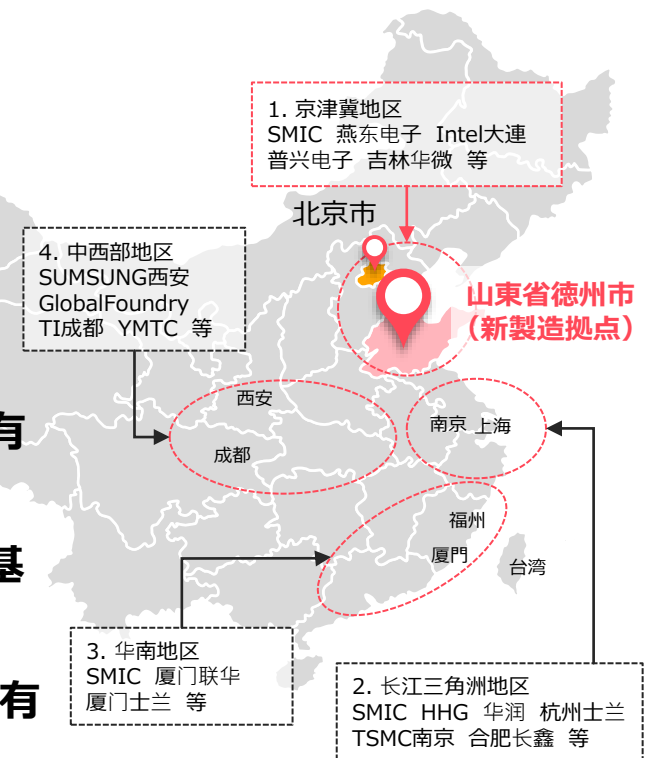 1. 京津冀地区
SMIC 燕东电子 Intel大連
普兴电子 吉林华微 等
北京市
4. 中西部地区
SUMSUNG西安
GlobalFoundry
TI成都 YMTC 等
山東省徳州市
（新製造拠点）
西安
成都
南京 上海
有
福州
厦門
台湾
基
3. 华南地区
SMIC 厦门联华
厦门士兰 等
有
2. 长江三角洲地区
SMIC HHG 华润 杭州士兰
TSMC南京 合肥长鑫 等